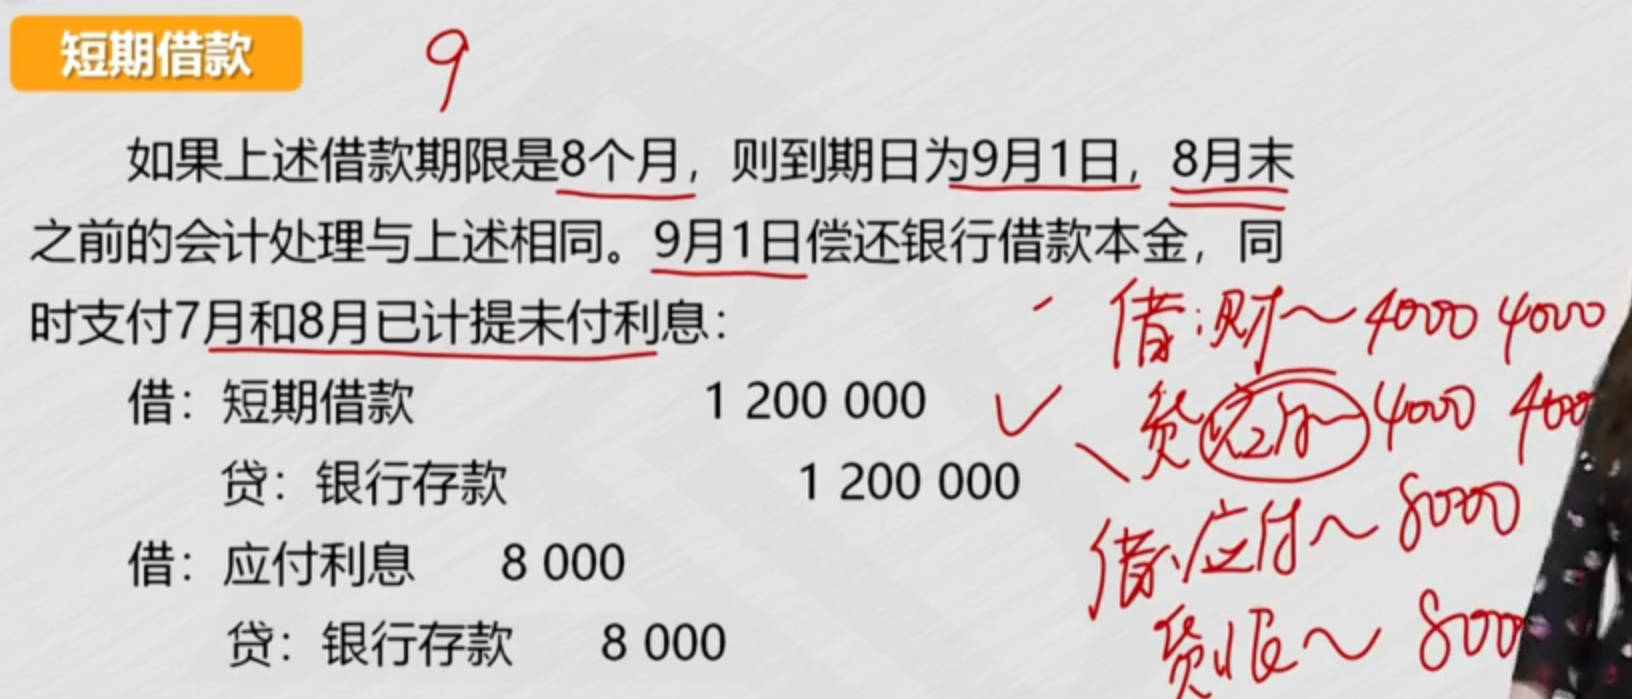 短期借款
9
如果上述借款期限是8个月，则到期日为9月1日，8月末
之前的会计处理与上述相同。9月1日偿还银行借款本金，同
时支付7月和8月已计提未付利息：
借：财～ 4000 4000
借：短期借款 1 200 000
贷 应付～ 4000 400
贷：银行存款 1 200 000
借：应付～ 8000
借：应付利息 8 000
贷 银～ 8000
贷：银行存款 8 000